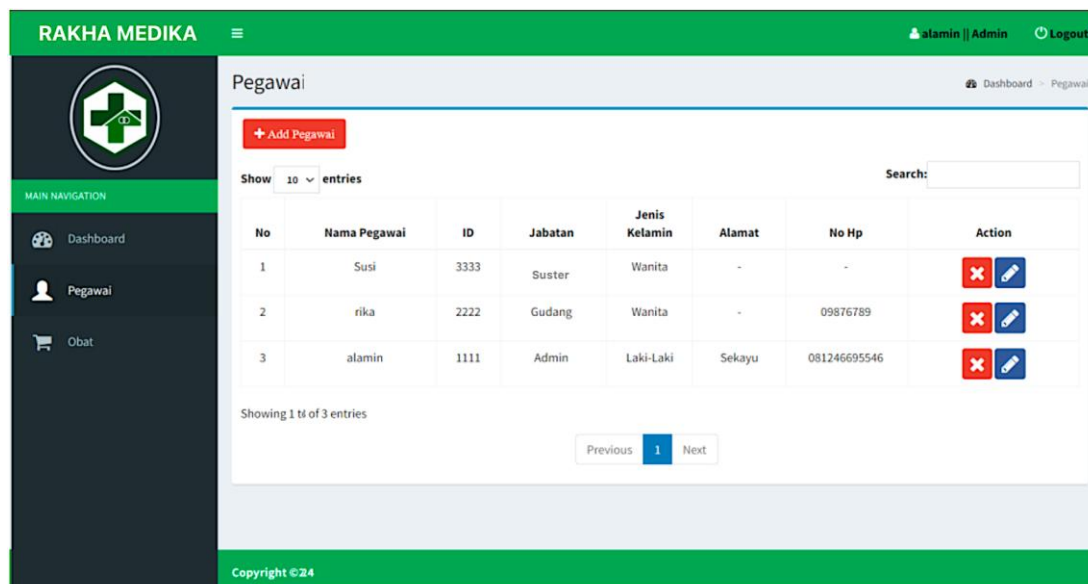 RAKHA MEDIKA
alamin || Admin Logout
Pegawai
Dashboard > Pegawai
MAIN NAVIGATION
Dashboard
Pegawai
Obat
+ Add Pegawai
Show 10 entries
Search:
No Nama Pegawai ID Jabatan Jenis Kelamin Alamat No Hp Action
1 Susi 3333 Suster Wanita - -
2 rika 2222 Gudang Wanita - 09876789
3 alamin 1111 Admin Laki-Laki Sekayu 081246695546
Showing 1 of 3 entries
Previous 1 Next
Copyright ©